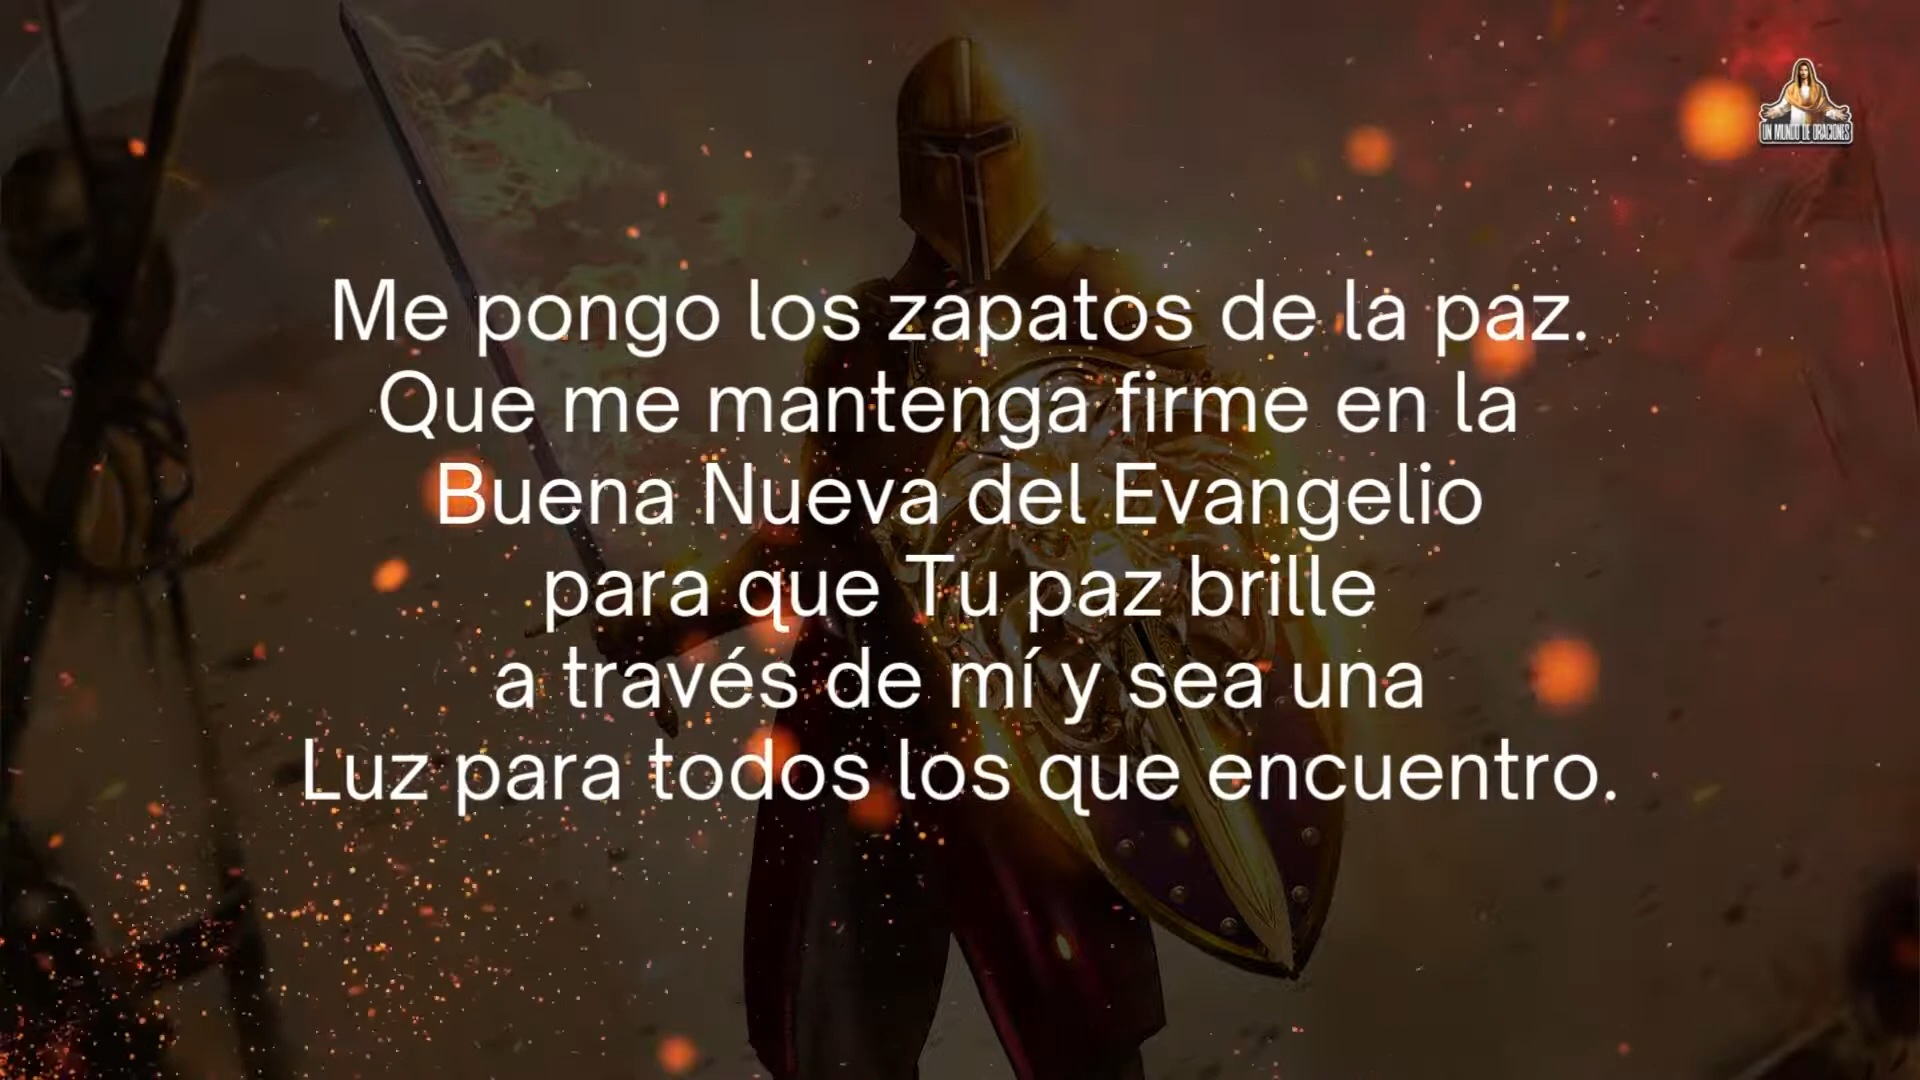 UN MUNDO DE ORACIONES
Me pongo los zapatos de la paz.
Que me mantenga firme en la
Buena Nueva del Evangelio
para que Tu paz brille
a través de mí y sea una
Luz para todos los que encuentro.